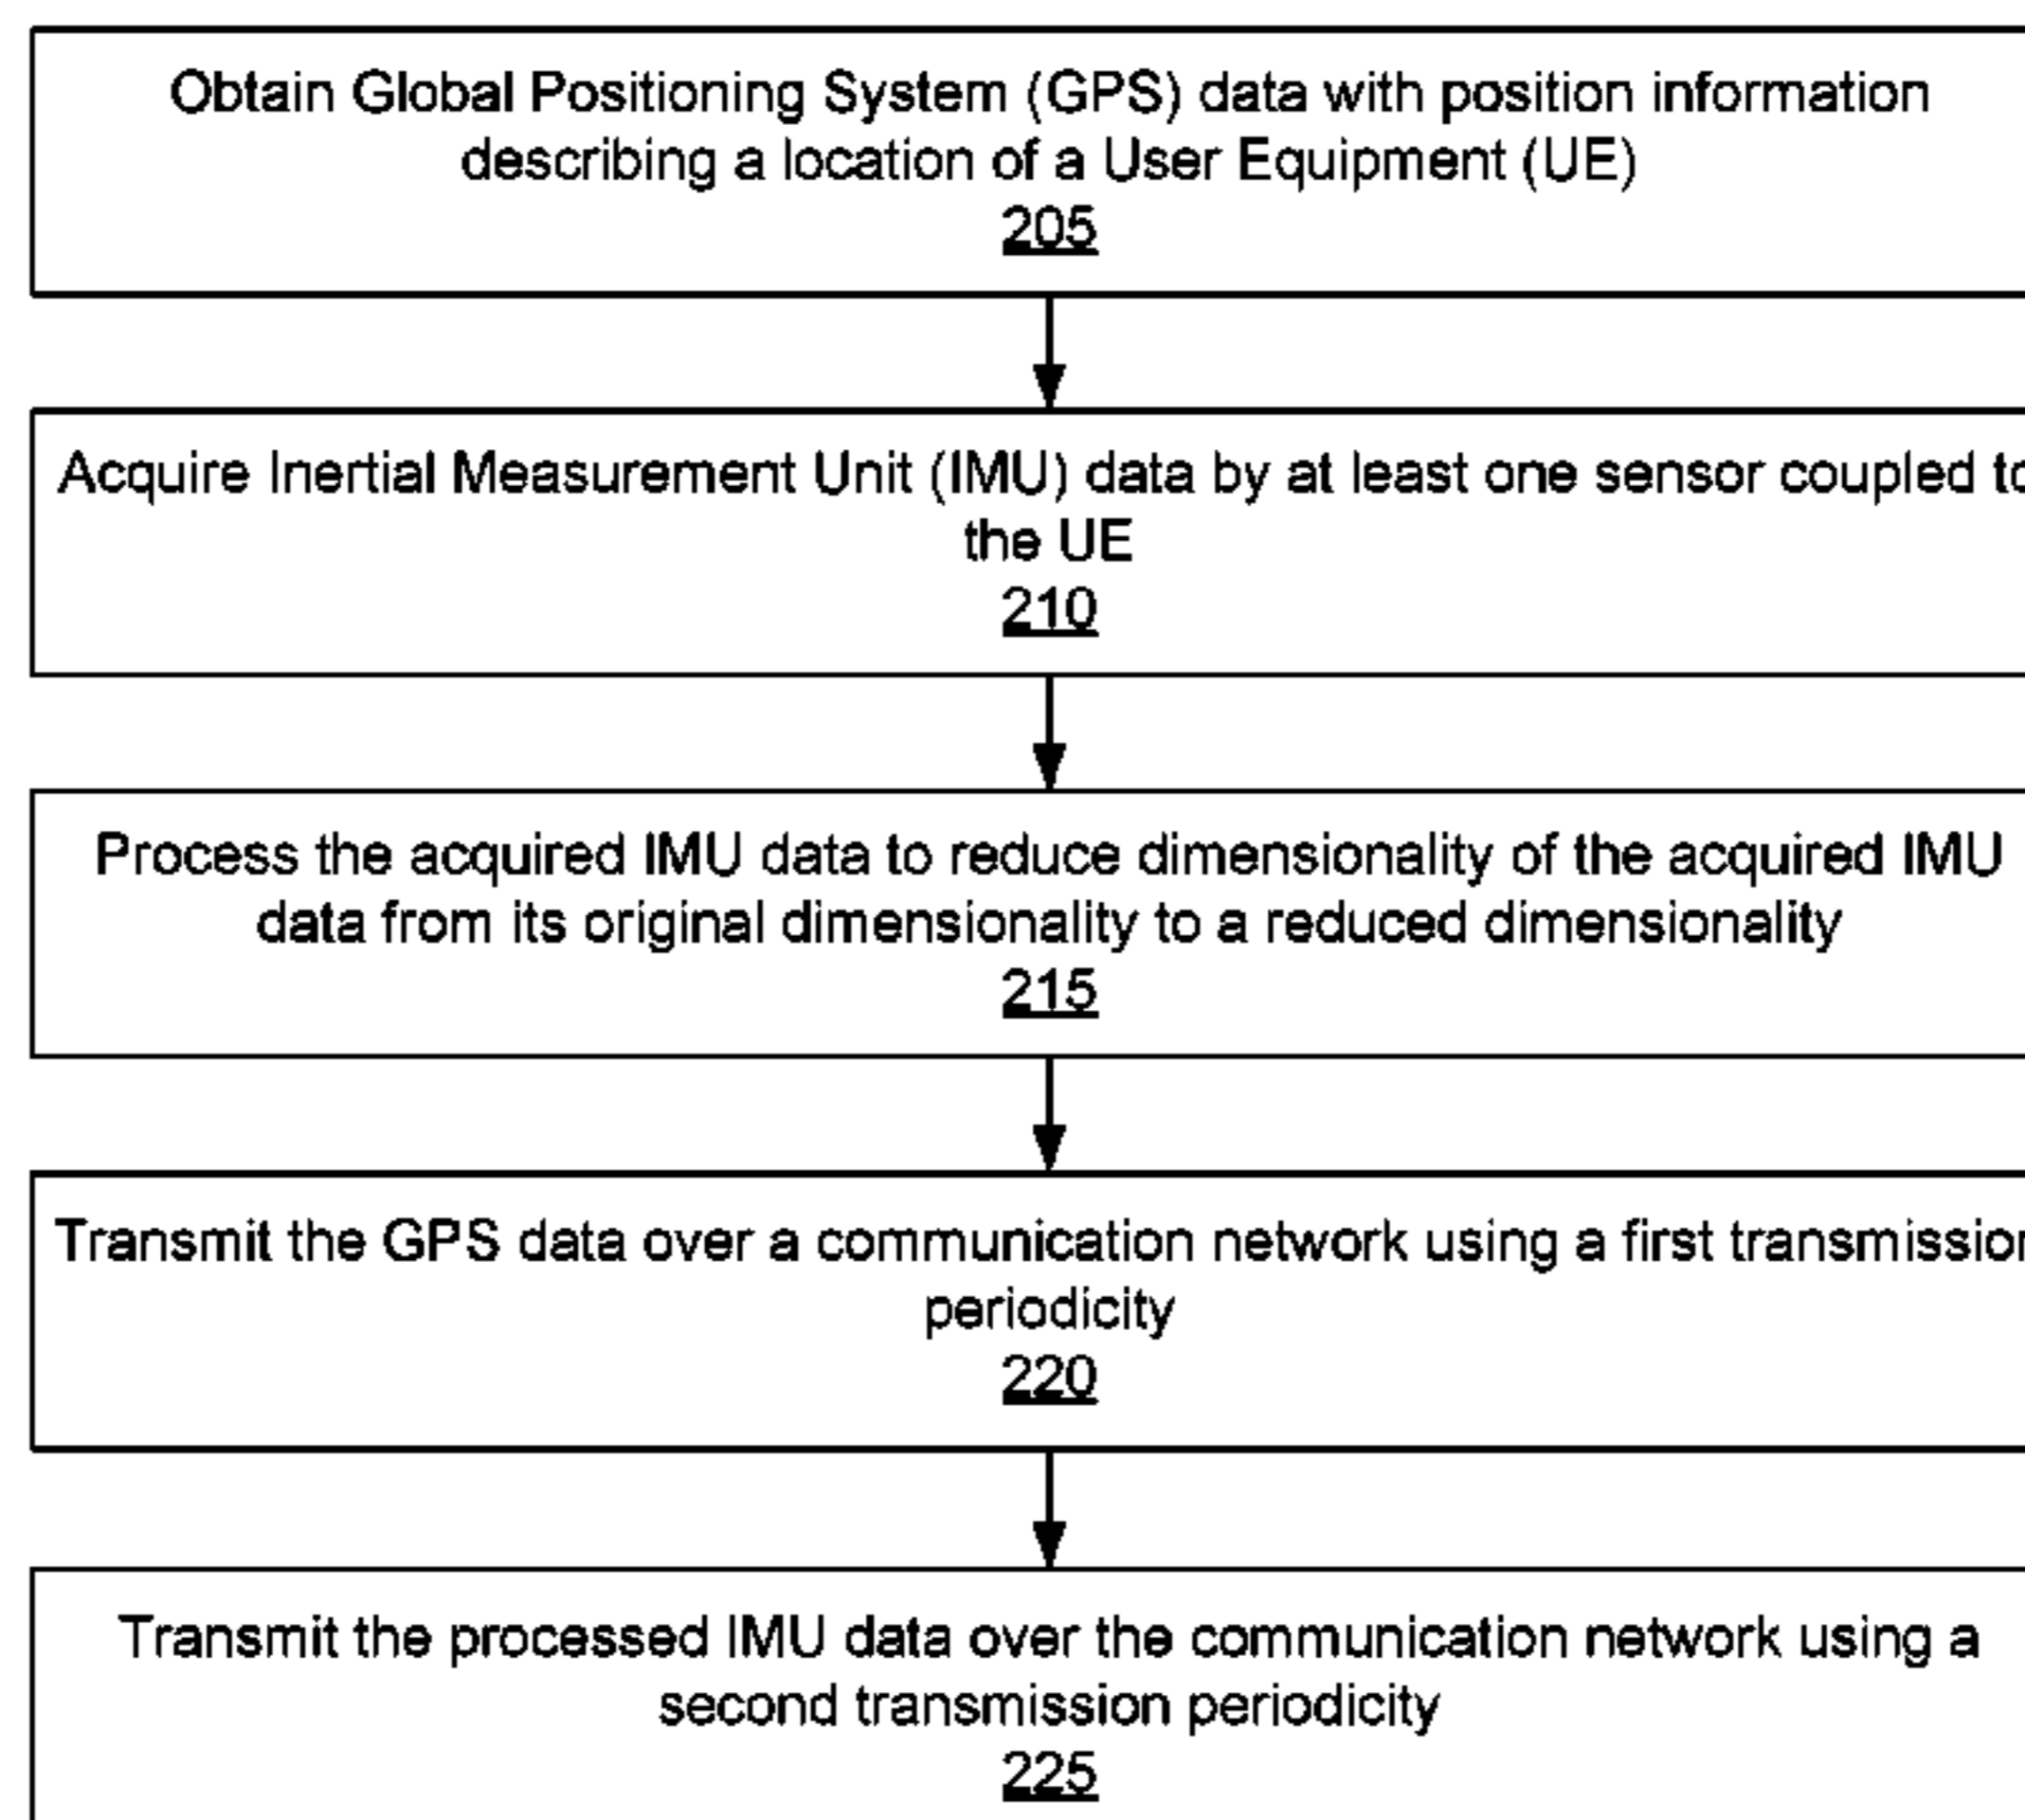 Obtain Global Positioning System (GPS) data with position information
describing a location of a User Equipment (UE)
205
Acquire Inertial Measurement Unit (IMU) data by at least one sensor coupled to
the UE
210
Process the acquired IMU data to reduce dimensionality of the acquired IMU
data from its original dimensionality to a reduced dimensionality
215
Transmit the GPS data over a communication network using a first transmission
periodicity
220
Transmit the processed IMU data over the communication network using a
second transmission periodicity
225